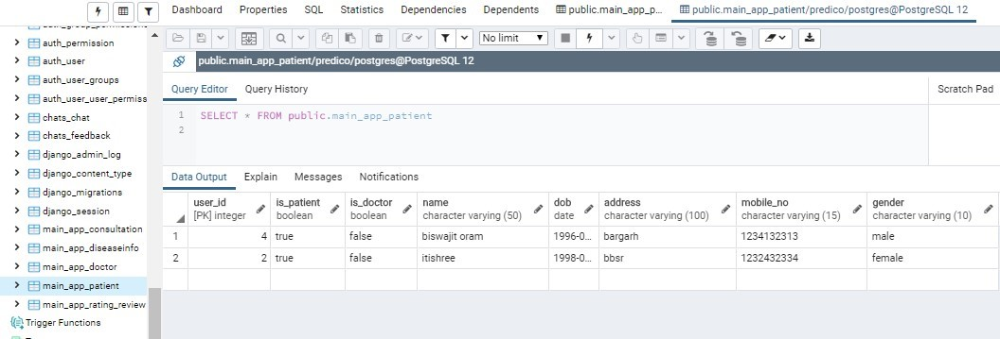 Dashboard Properties SQL Statistics Dependencies Dependents public.main_app_p... public.main_app_patient/predico/postgres@PostgreSQL 12
No limit
public.main_app_patient/predico/postgres@PostgreSQL 12
Query Editor Query History Scratch Pad
1 SELECT * FROM public.main_app_patient
2
Data Output Explain Messages Notifications
user_id is_patient is_doctor name dob address mobile_no gender
[PK] integer boolean boolean character varying (50) date character varying (100) character varying (15) character varying (10)
1 4 true false biswajit oram 1996-0... bargarh 1234132313 male
2 2 true false itishree 1998-0... bbsr 1232432334 female
auth_permission
auth_user
auth_user_groups
auth_user_user_permiss
chats_chat
chats_feedback
django_admin_log
django_content_type
django_migrations
django_session
main_app_consultation
main_app_diseaseinfo
main_app_doctor
main_app_patient
main_app_rating_review
Trigger Functions